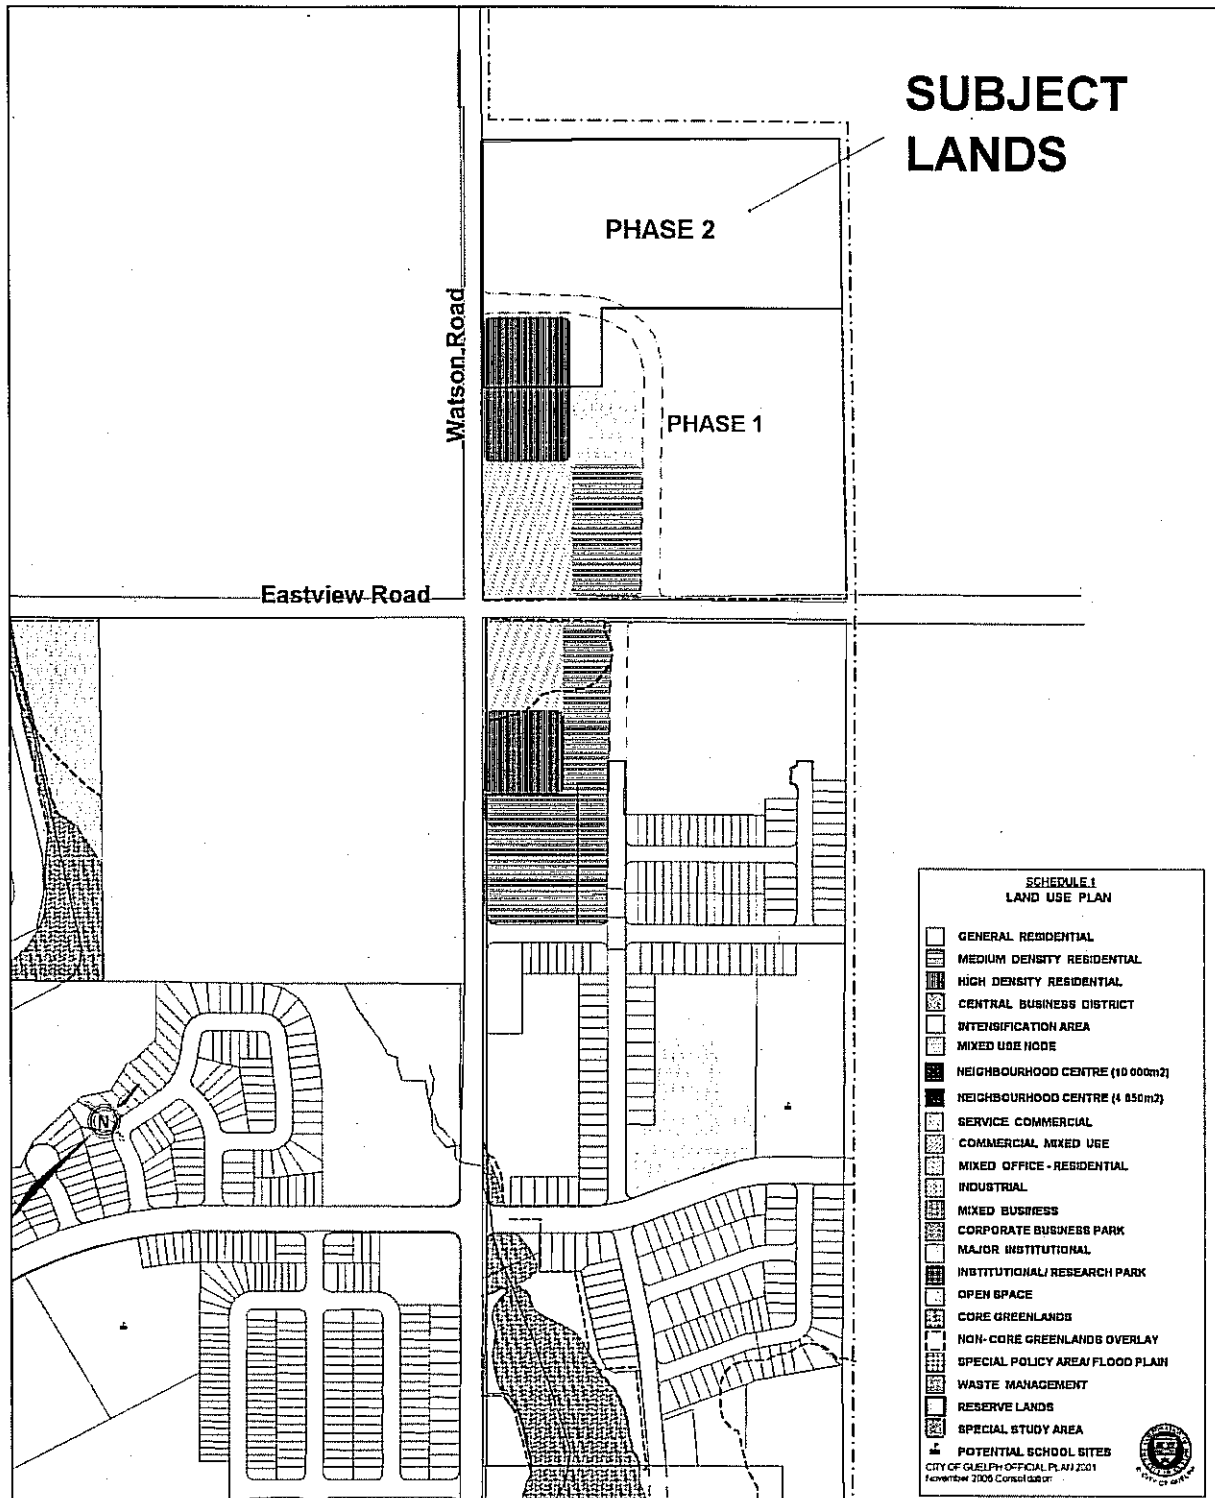 SUBJECT
LANDS
PHASE 2
Watson Road
PHASE 1
Eastview Road
N
SCHEDULE 1
LAND USE PLAN
GENERAL RESIDENTIAL
MEDIUM DENSITY RESIDENTIAL
HIGH DENSITY RESIDENTIAL
CENTRAL BUSINESS DISTRICT
INTENSIFICATION AREA
MIXED USE NODE
NEIGHBOURHOOD CENTRE (10 000m2)
NEIGHBOURHOOD CENTRE (4 650m2)
SERVICE COMMERCIAL
COMMERCIAL MIXED USE
MIXED OFFICE - RESIDENTIAL
INDUSTRIAL
MIXED BUSINESS
CORPORATE BUSINESS PARK
MAJOR INSTITUTIONAL
INSTITUTIONAL/ RESEARCH PARK
OPEN SPACE
CORE GREENLANDS
NON- CORE GREENLANDS OVERLAY
SPECIAL POLICY AREA/ FLOOD PLAIN
WASTE MANAGEMENT
RESERVE LANDS
SPECIAL STUDY AREA
POTENTIAL SCHOOL SITES
CITY OF GUELPH OFFICIAL PLAN 2001
November 2006 Consolidation